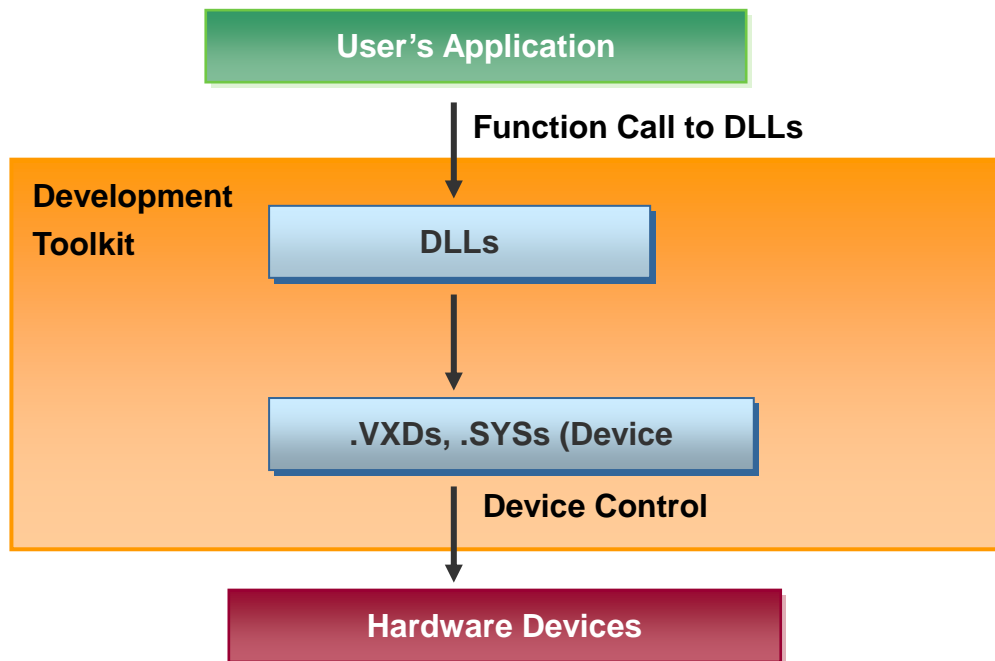 User’s Application
Function Call to DLLs
Development
Toolkit
DLLs
.VXDs, .SYSs (Device
Device Control
Hardware Devices